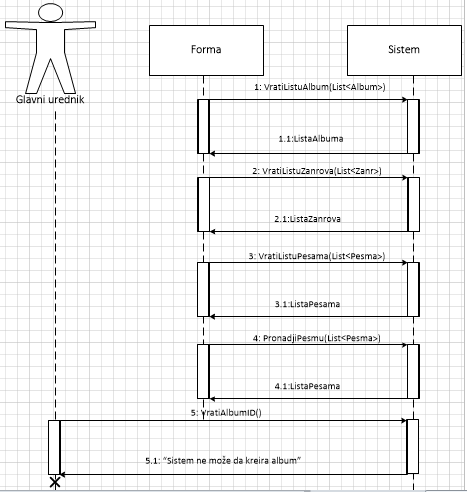 Forma
Sistem
Glavni urednik
1: VratiListuAlbum(List<Album>)
1.1:ListaAlbuma
2: VratiListuZanrova(List<Zanr>)
2.1:ListaZanrova
3: VratiListuPesama(List<Pesma>)
3.1:ListaPesama
4: PronadjiPesmu(List<Pesma>)
4.1:ListaPesama
5: VratiAlbumID()
5.1: “Sistem ne može da kreira album”